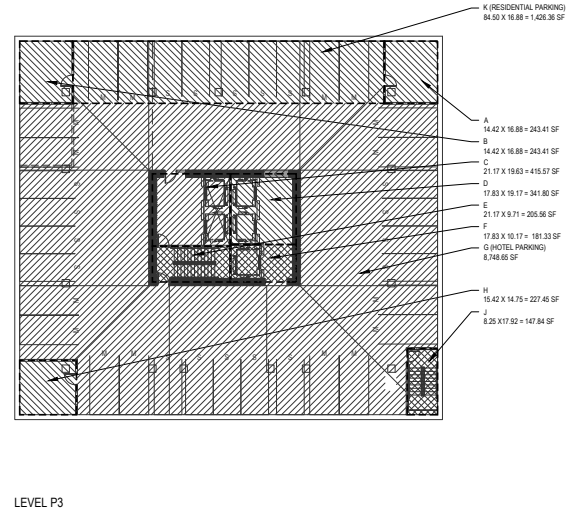 K (RESIDENTIAL PARKING)
84.50 X 16.88 = 1,426.36 SF
A
14.42 X 16.88 = 243.41 SF
B
14.42 X 16.88 = 243.41 SF
C
21.17 X 19.63 = 415.57 SF
D
17.83 X 19.17 = 341.80 SF
E
21.17 X 9.71 = 205.56 SF
F
17.83 X 10.17 = 181.33 SF
G (HOTEL PARKING)
8,748.65 SF
H
15.42 X 14.75 = 227.45 SF
J
8.25 X17.92 = 147.84 SF
LEVEL P3